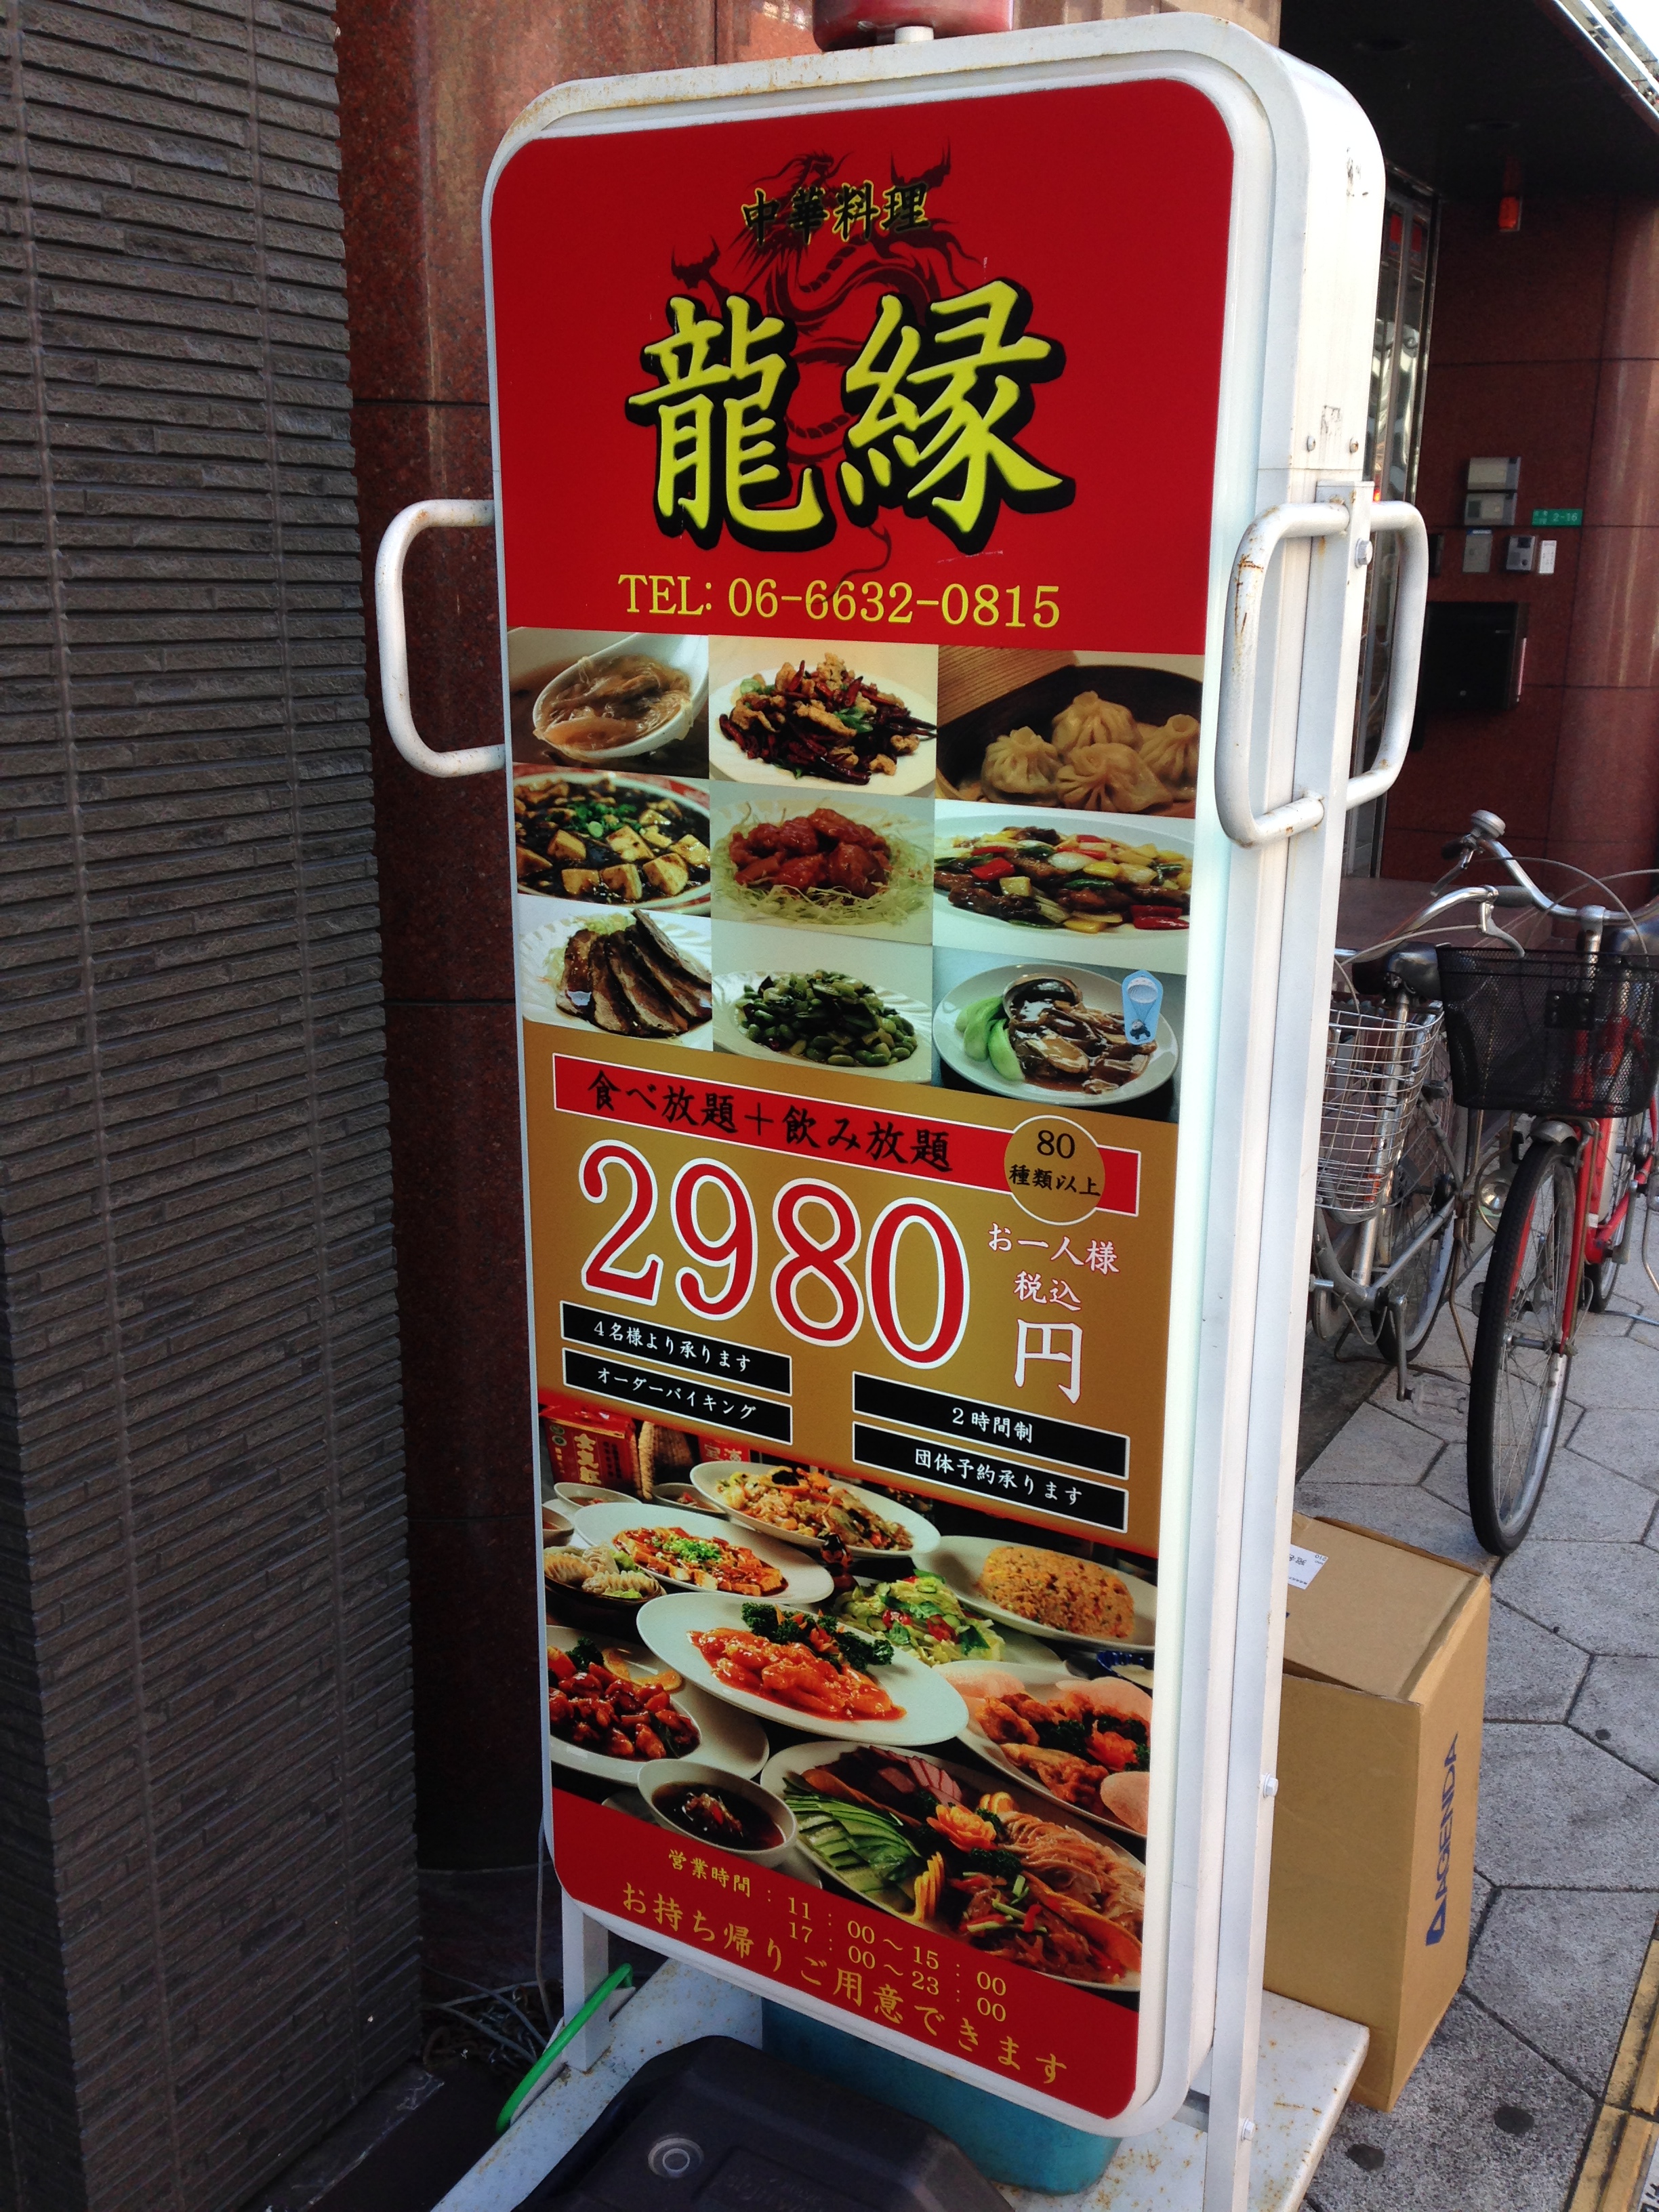 中華料理
龍縁
TEL: 06-6632-0815
食べ放題＋飲み放題
80
種類以上
2980
お一人様
税込
円
4名様より承ります
オーダーバイキング
2時間制
団体予約承ります
営業時間：11：00～15：00
17：00～23：00
お持ち帰りご用意できます
AGENDA
2-16